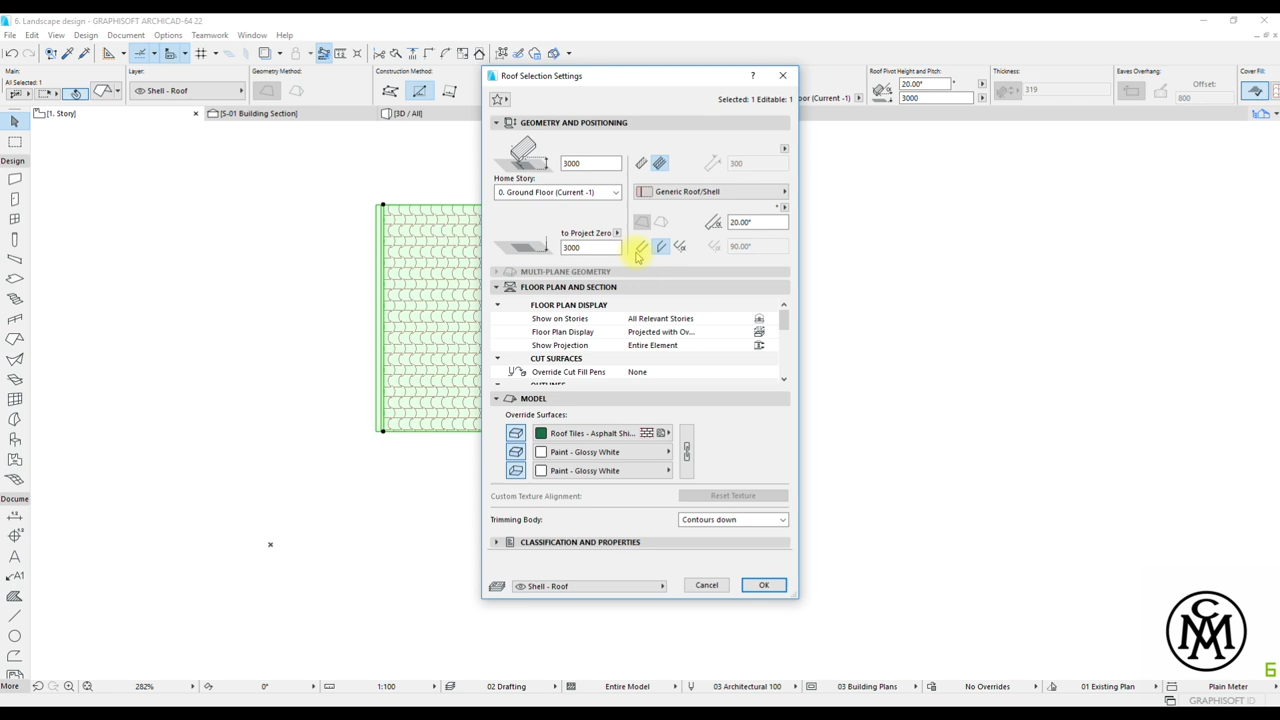 6. Landscape design - GRAPHISOFT ARCHICAD-64 22
File Edit View Design Document Options Teamwork Window Help
Main: Layer: Geometry Method: Construction Method: Roof Pivot Height and Pitch: Thickness: Eaves Overhang: Cover Fill:
All Selected: 1
Shell - Roof
or (Current -1)
20.00°
3000
319
Offset:
800
[1. Story]
[S-01 Building Section]
[3D / All]
Design
Docume
More
Roof Selection Settings
?
Selected: 1 Editable: 1
GEOMETRY AND POSITIONING
3000
300
Home Story:
0. Ground Floor (Current -1)
Generic Roof/Shell
20.00°
to Project Zero
3000
90.00°
MULTI-PLANE GEOMETRY
FLOOR PLAN AND SECTION
FLOOR PLAN DISPLAY
Show on Stories All Relevant Stories
Floor Plan Display Projected with Ov...
Show Projection Entire Element
CUT SURFACES
Override Cut Fill Pens None
OUTLINES
MODEL
Override Surfaces:
Roof Tiles - Asphalt Shi...
Paint - Glossy White
Paint - Glossy White
Custom Texture Alignment: Reset Texture
Trimming Body: Contours down
CLASSIFICATION AND PROPERTIES
Shell - Roof
Cancel
OK
CMA
6
282% 0° 1:100 02 Drafting Entire Model 03 Architectural 100 03 Building Plans No Overrides 01 Existing Plan Plain Meter
GRAPHISOFT ID